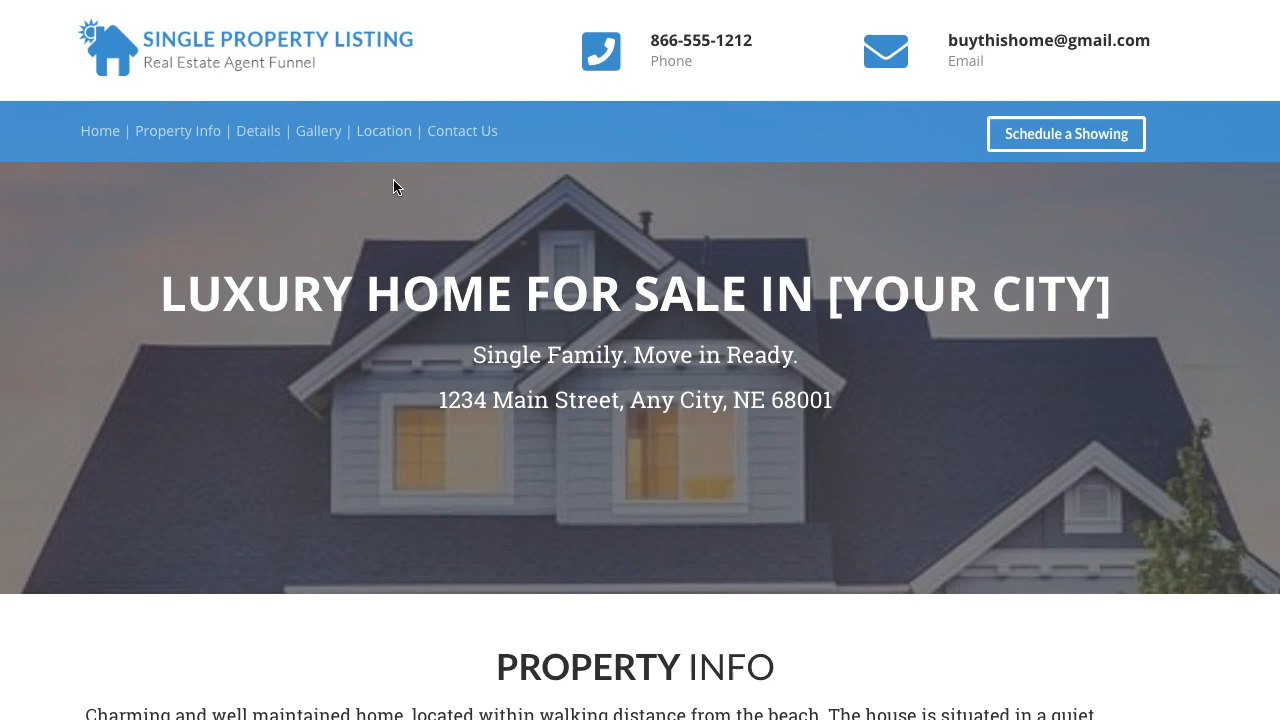 SINGLE PROPERTY LISTING
Real Estate Agent Funnel
866-555-1212
Phone
buythishome@gmail.com
Email
Home | Property Info | Details | Gallery | Location | Contact Us
Schedule a Showing
LUXURY HOME FOR SALE IN [YOUR CITY]
Single Family. Move in Ready.
1234 Main Street, Any City, NE 68001
PROPERTY INFO
Charming and well maintained home, located within walking distance from the beach. The house is situated in a quiet